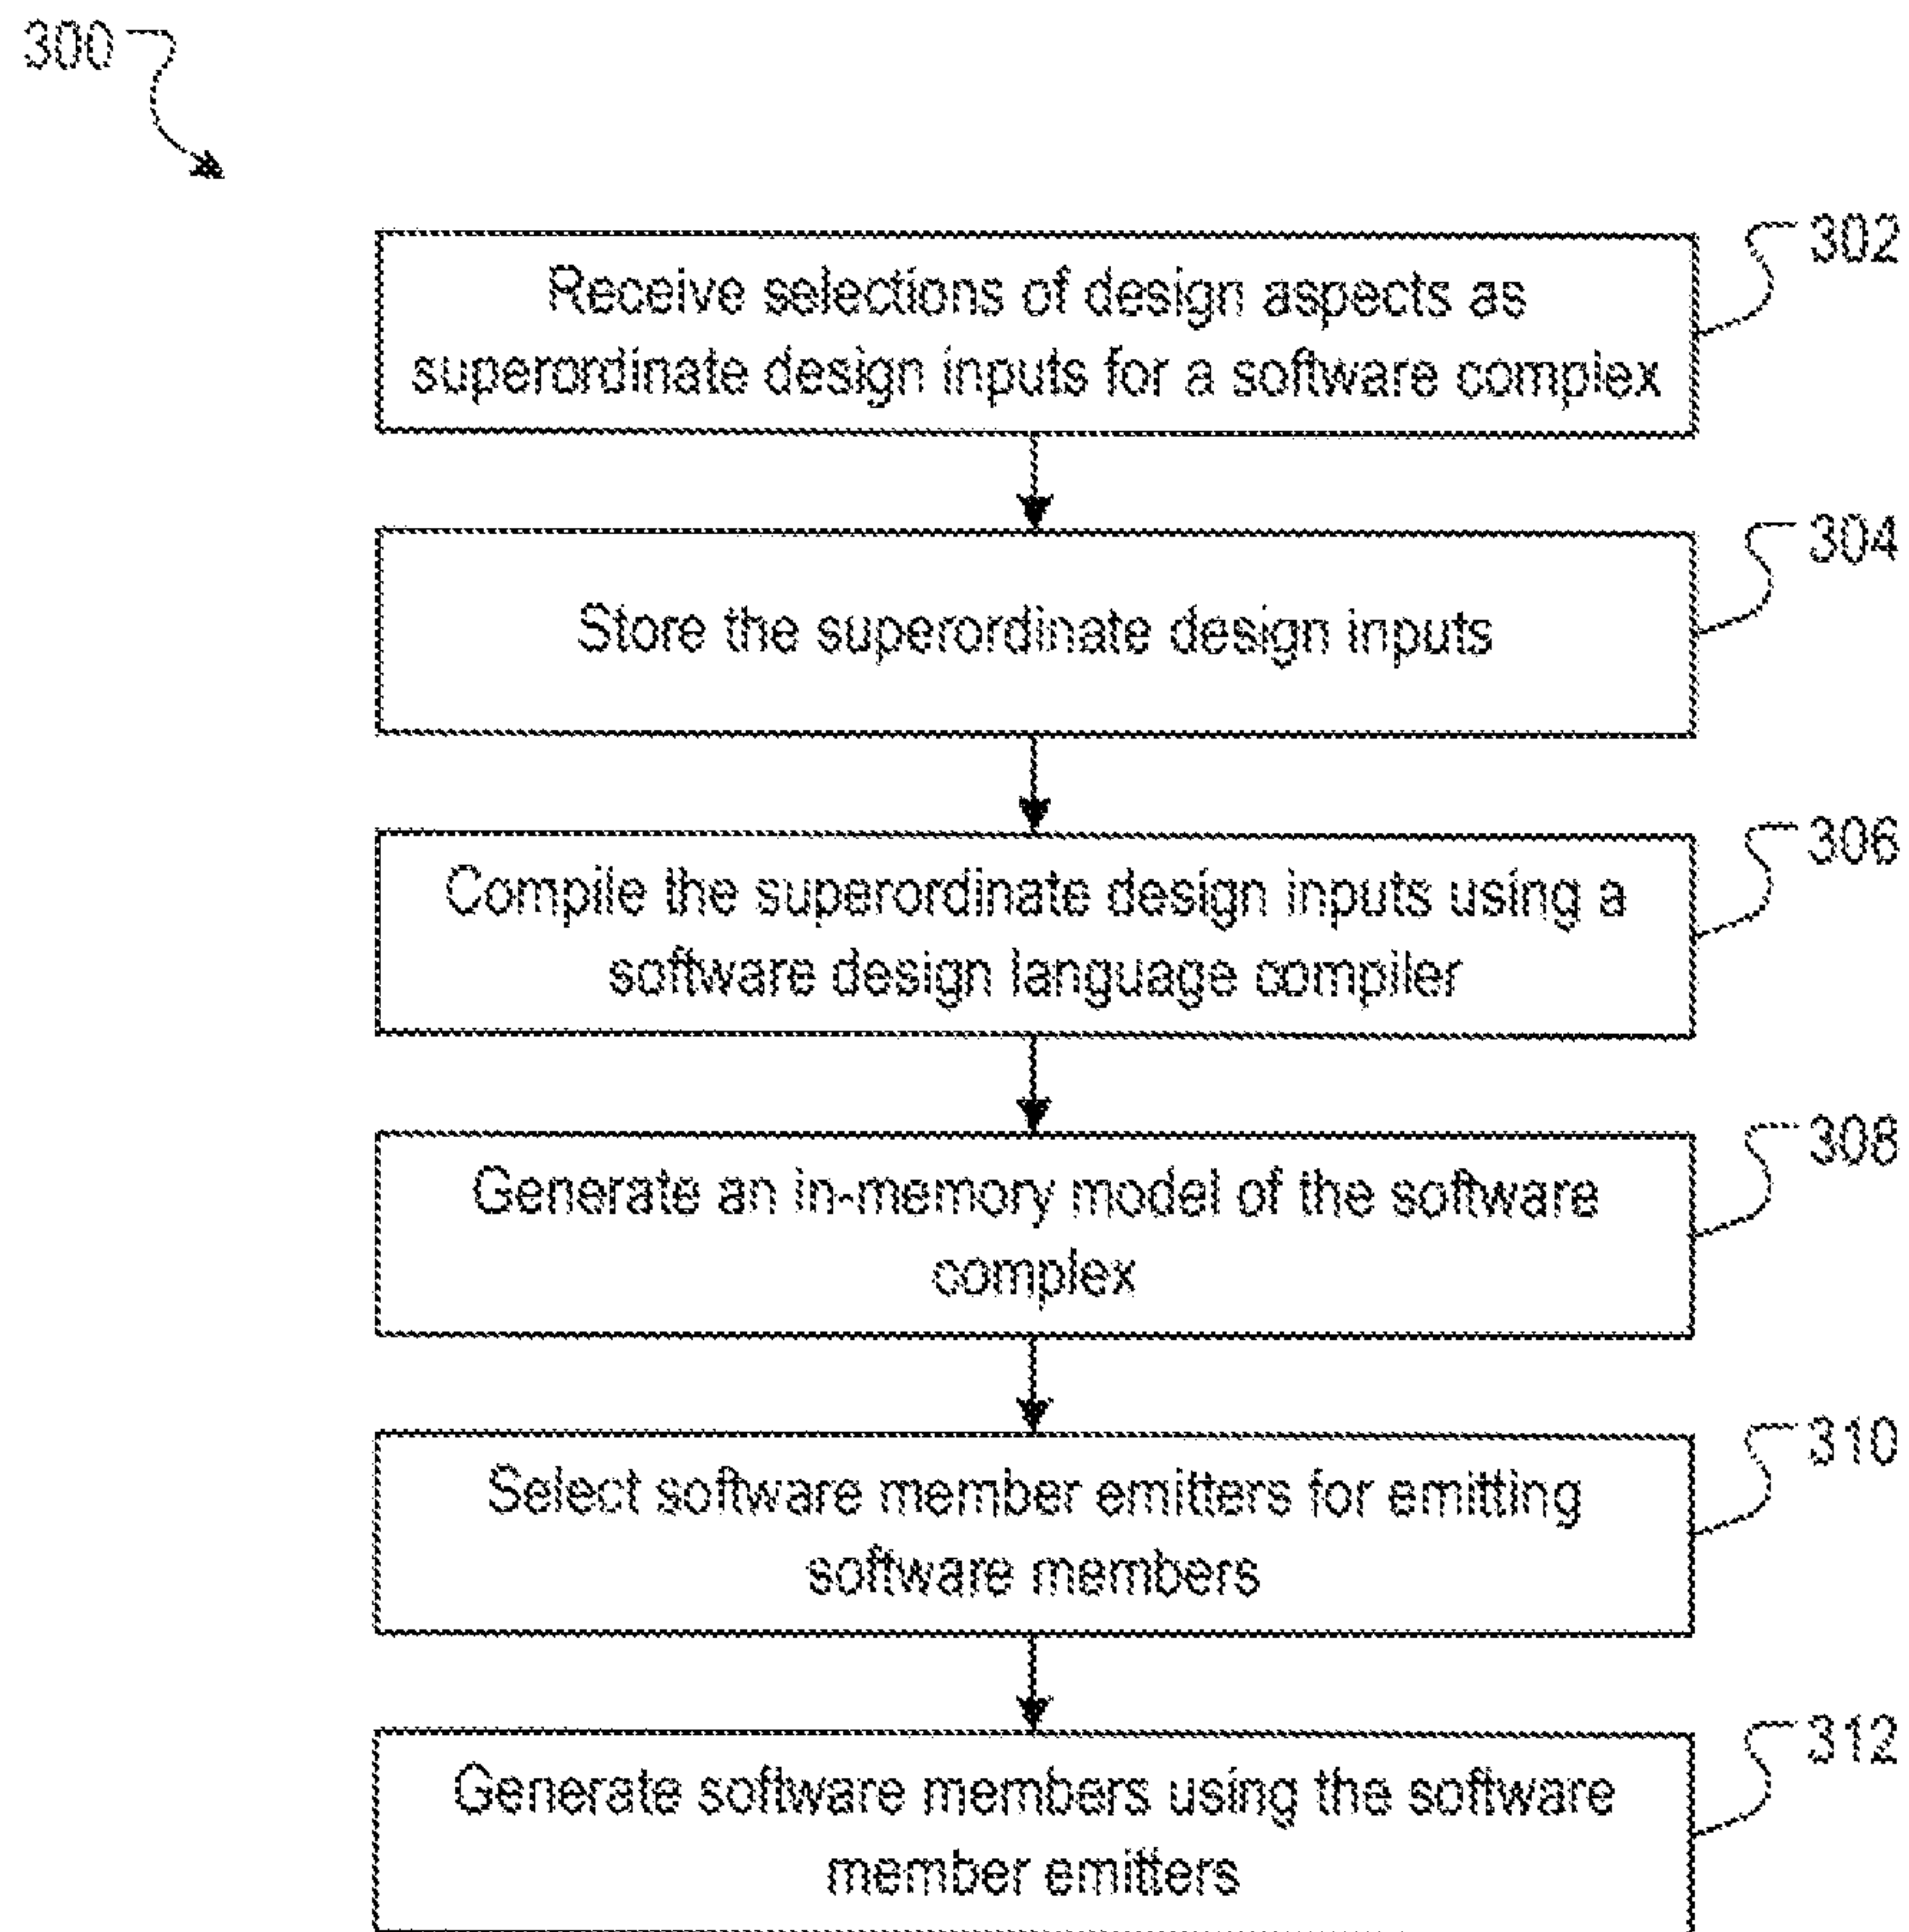 300
302
Receive selections of design aspects as
superordinate design inputs for a software complex
304
Store the superordinate design inputs
306
Compile the superordinate design inputs using a
software design language compiler
308
Generate an in-memory model of the software
complex
310
Select software member emitters for emitting
software members
312
Generate software members using the software
member emitters